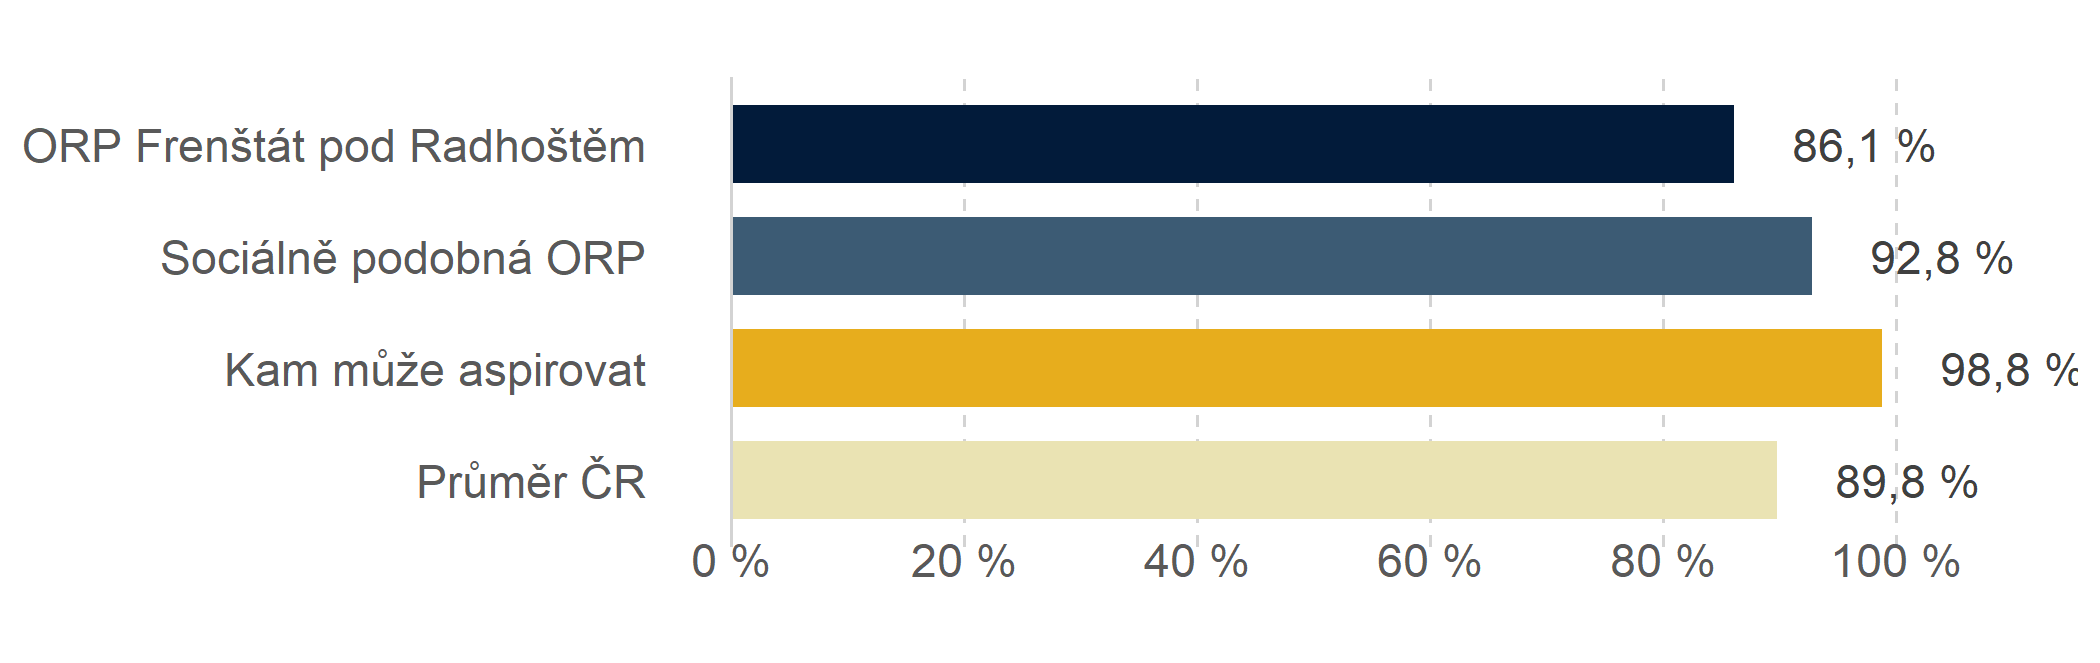 ORP Frenštát pod Radhoštěm 86,1 %
Sociálně podobná ORP 92,8 %
Kam může aspirovat 98,8 %
Průměr ČR 89,8 %
0 % 20 % 40 % 60 % 80 % 100 %